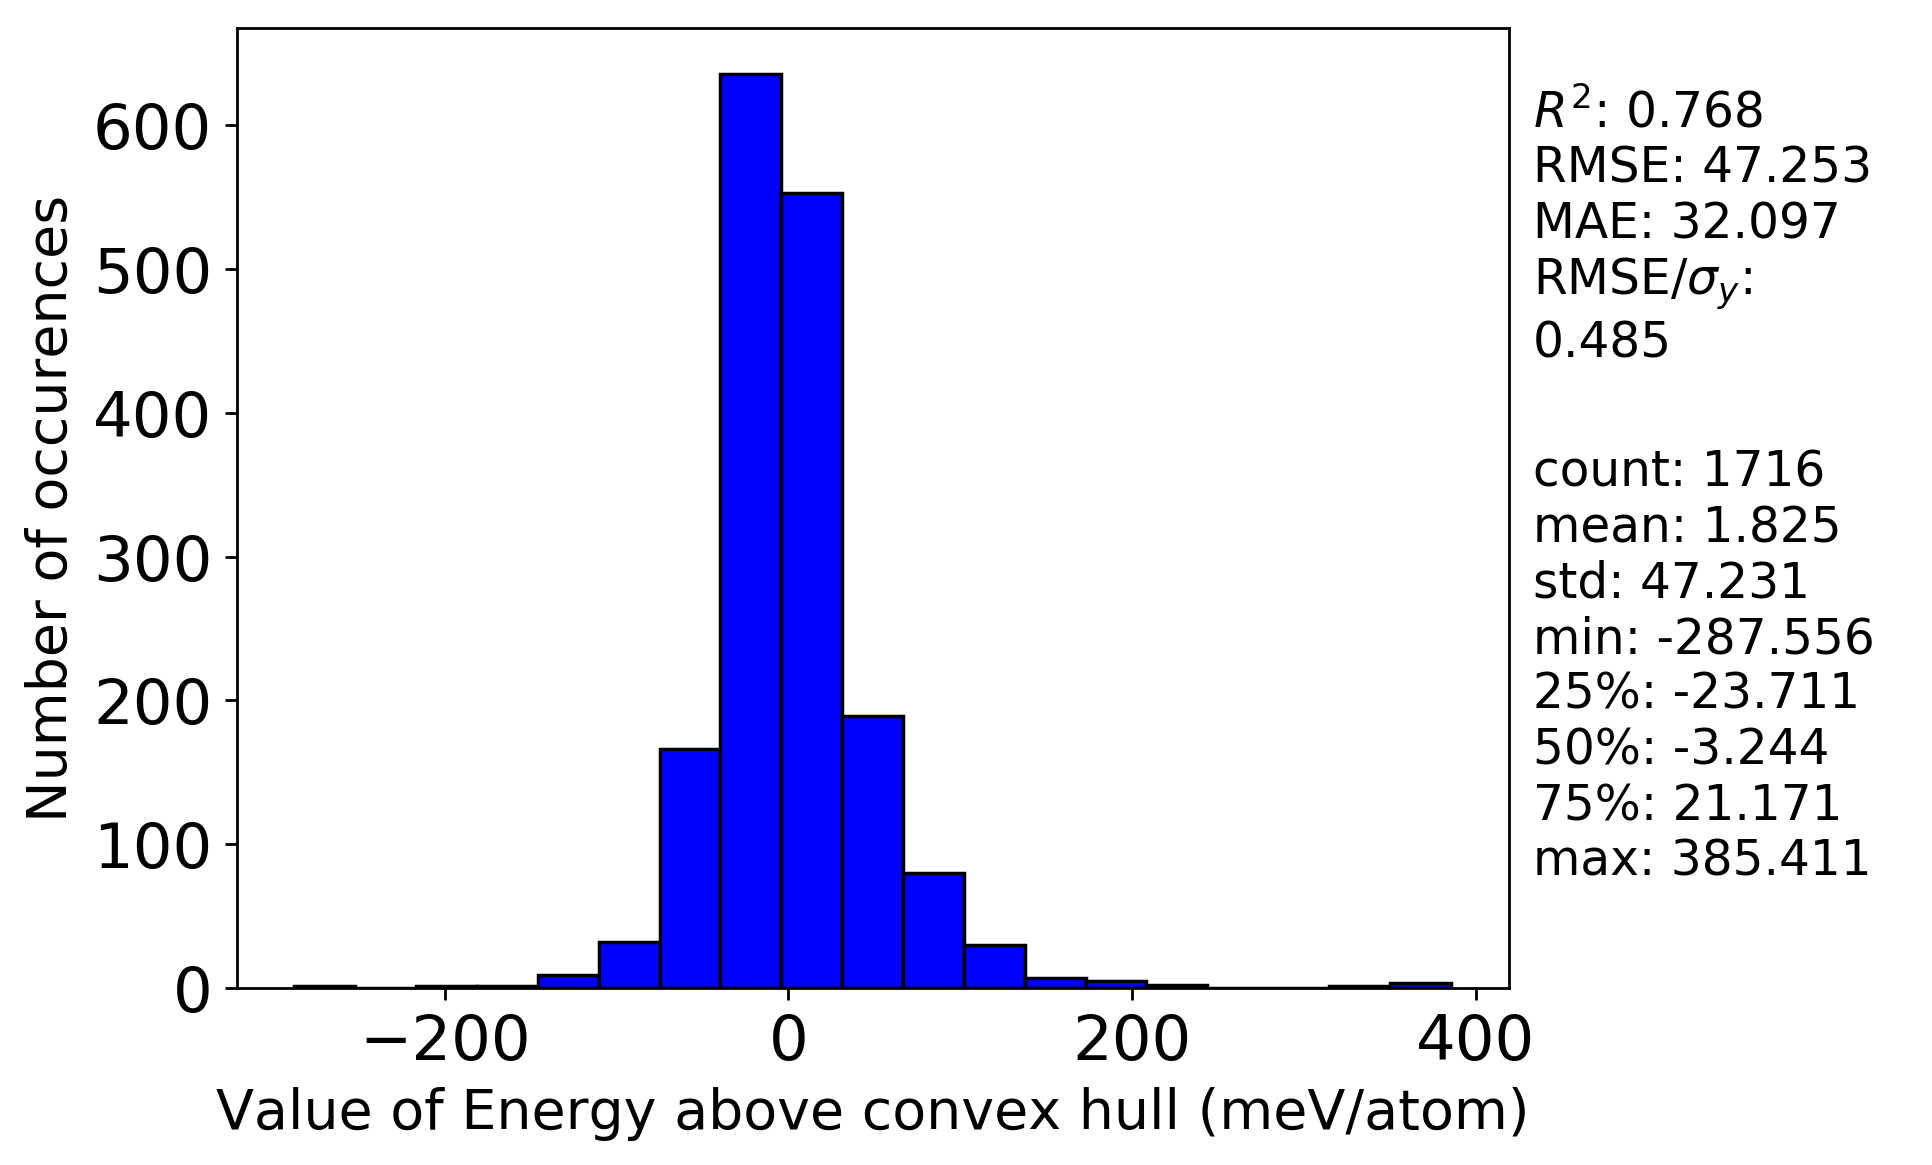 Number of occurences
600
500
400
300
200
100
0
−200
0
200
400
Value of Energy above convex hull (meV/atom)
R²: 0.768
RMSE: 47.253
MAE: 32.097
RMSE/σy:
0.485
count: 1716
mean: 1.825
std: 47.231
min: -287.556
25%: -23.711
50%: -3.244
75%: 21.171
max: 385.411